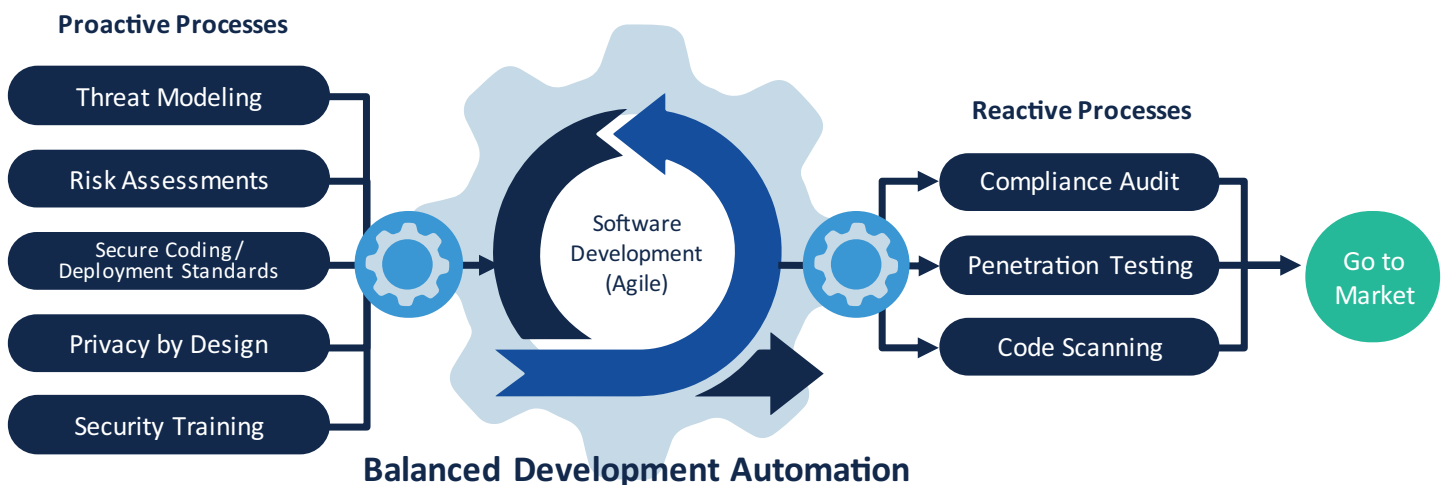 Proactive Processes
Threat Modeling
Risk Assessments
Secure Coding/
Deployment Standards
Privacy by Design
Security Training
Software
Development
(Agile)
Reactive Processes
Compliance Audit
Penetration Testing
Code Scanning
Go to
Market
Balanced Development Automation